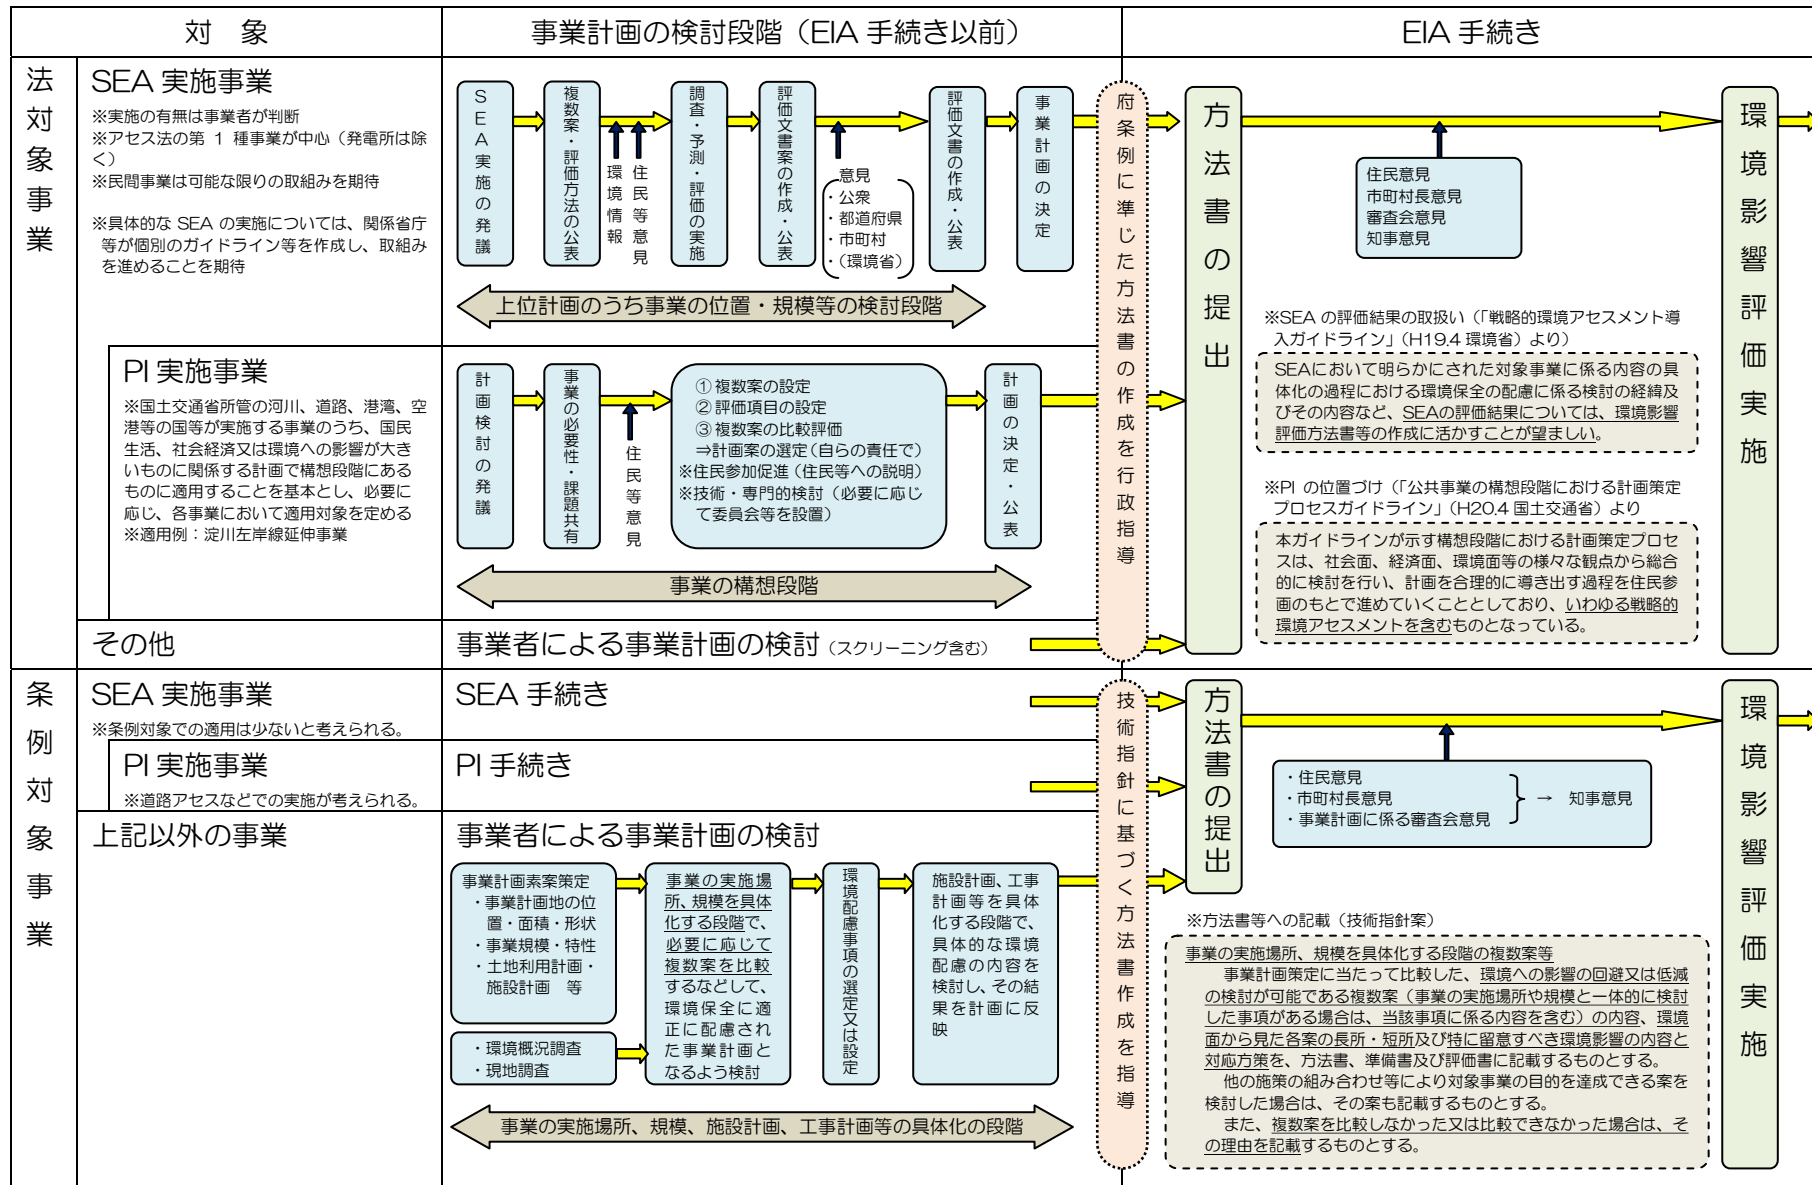 対　象
事業計画の検討段階（EIA 手続き以前）
EIA 手続き
法対象事業
SEA 実施事業
※実施の有無は事業者が判断
※アセス法の第 1 種事業が中心（発電所は除
く）
※民間事業は可能な限りの取組みを期待
※具体的な SEA の実施については、関係省庁
等が個別のガイドライン等を作成し、取組み
を進めることを期待
SEA実施の発議
複数案・評価方法の公表
環境情報
住民等意見
調査・予測・評価の実施
評価文書案の作成・公表
意見
・公衆
・都道府県
・市町村
・（環境省）
評価文書の作成・公表
事業計画の決定
上位計画のうち事業の位置・規模等の検討段階
府条例に準じた方法書の作成を行政指導
方法書の提出
住民意見
市町村長意見
審査会意見
知事意見
環境影響評価実施
※SEA の評価結果の取扱い（「戦略的環境アセスメント導
入ガイドライン」（H19.4 環境省）より）
SEAにおいて明らかにされた対象事業に係る内容の具
体化の過程における環境保全の配慮に係る検討の経緯及
びその内容など、SEAの評価結果については、環境影響
評価方法書等の作成に活かすことが望ましい。
PI 実施事業
※国土交通省所管の河川、道路、港湾、空
港等の国等が実施する事業のうち、国民
生活、社会経済又は環境への影響が大き
いものに関係する計画で構想段階にある
ものに適用することを基本とし、必要に
応じ、各事業において適用対象を定める
※適用例：淀川左岸線延伸事業
計画検討の発議
事業の必要性・課題共有
住民等意見
① 複数案の設定
② 評価項目の設定
③ 複数案の比較評価
⇒計画案の選定（自らの責任で）
※住民参加促進（住民等への説明）
※技術・専門的検討（必要に応じ
て委員会等を設置）
計画の決定・公表
事業の構想段階
※PI の位置づけ（「公共事業の構想段階における計画策定
プロセスガイドライン」（H20.4 国土交通省）より
本ガイドラインが示す構想段階における計画策定プロセ
スは、社会面、経済面、環境面等の様々な観点から総合
的に検討を行い、計画を合理的に導き出す過程を住民参
画のもとで進めていくこととしており、いわゆる戦略的
環境アセスメントを含むものとなっている。
その他
事業者による事業計画の検討（スクリーニング含む）
条例対象事業
SEA 実施事業
※条例対象での適用は少ないと考えられる。
SEA 手続き
PI 実施事業
※道路アセスなどでの実施が考えられる。
PI 手続き
技術指針に基づく方法書作成を指導
方法書の提出
・住民意見
・市町村長意見
・事業計画に係る審査会意見
→　知事意見
環境影響評価実施
上記以外の事業
事業者による事業計画の検討
事業計画素案策定
・事業計画地の位
置・面積・形状
・事業規模・特性
・土地利用計画・
施設計画　等
・環境概況調査
・現地調査
事業の実施場
所、規模を具体
化する段階で、
必要に応じて
複数案を比較
するなどして、
環境保全に適
正に配慮され
た事業計画と
なるよう検討
環境配慮事項の選定又は設定
施設計画、工事
計画等を具体
化する段階で、
具体的な環境
配慮の内容を
検討し、その結
果を計画に反
映
事業の実施場所、規模、施設計画、工事計画等の具体化の段階
※方法書等への記載（技術指針案）
事業の実施場所、規模を具体化する段階の複数案等
事業計画策定に当たって比較した、環境への影響の回避又は低減
の検討が可能である複数案（事業の実施場所や規模と一体的に検討
した事項がある場合は、当該事項に係る内容を含む）の内容、環境
面から見た各案の長所・短所及び特に留意すべき環境影響の内容と
対応方策を、方法書、準備書及び評価書に記載するものとする。
他の施策の組み合わせ等により対象事業の目的を達成できる案を
検討した場合は、その案も記載するものとする。
また、複数案を比較しなかった又は比較できなかった場合は、そ
の理由を記載するものとする。